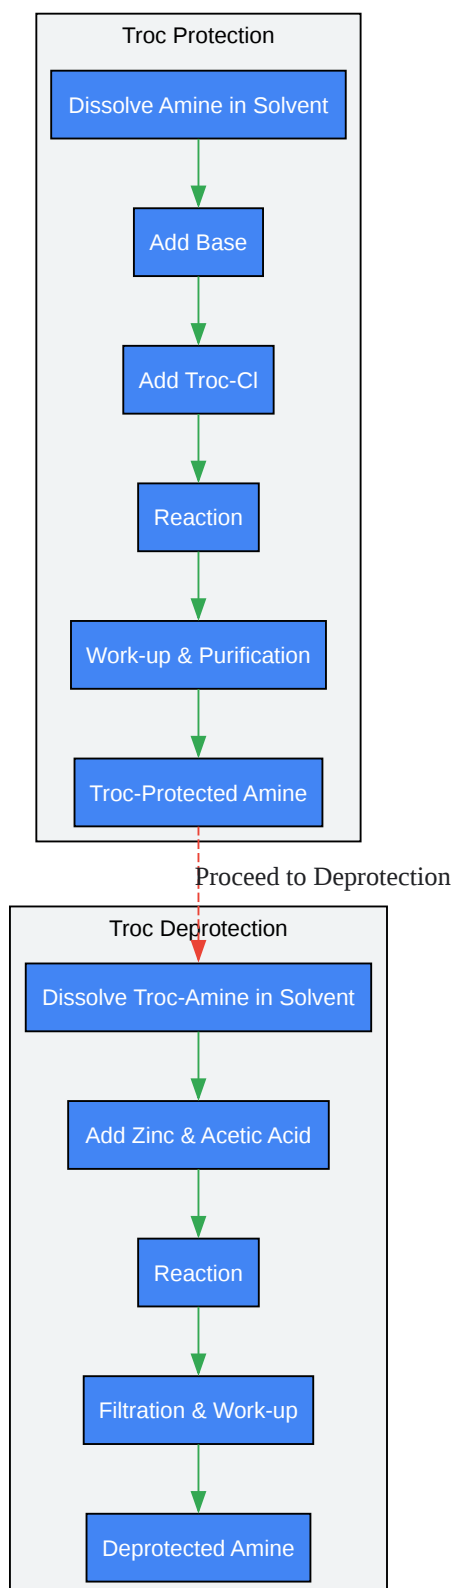 Troc Protection
Dissolve Amine in Solvent
Add Base
Add Troc-Cl
Reaction
Work-up & Purification
Troc-Protected Amine
Proceed to Deprotection
Troc Deprotection
Dissolve Troc-Amine in Solvent
Add Zinc & Acetic Acid
Reaction
Filtration & Work-up
Deprotected Amine